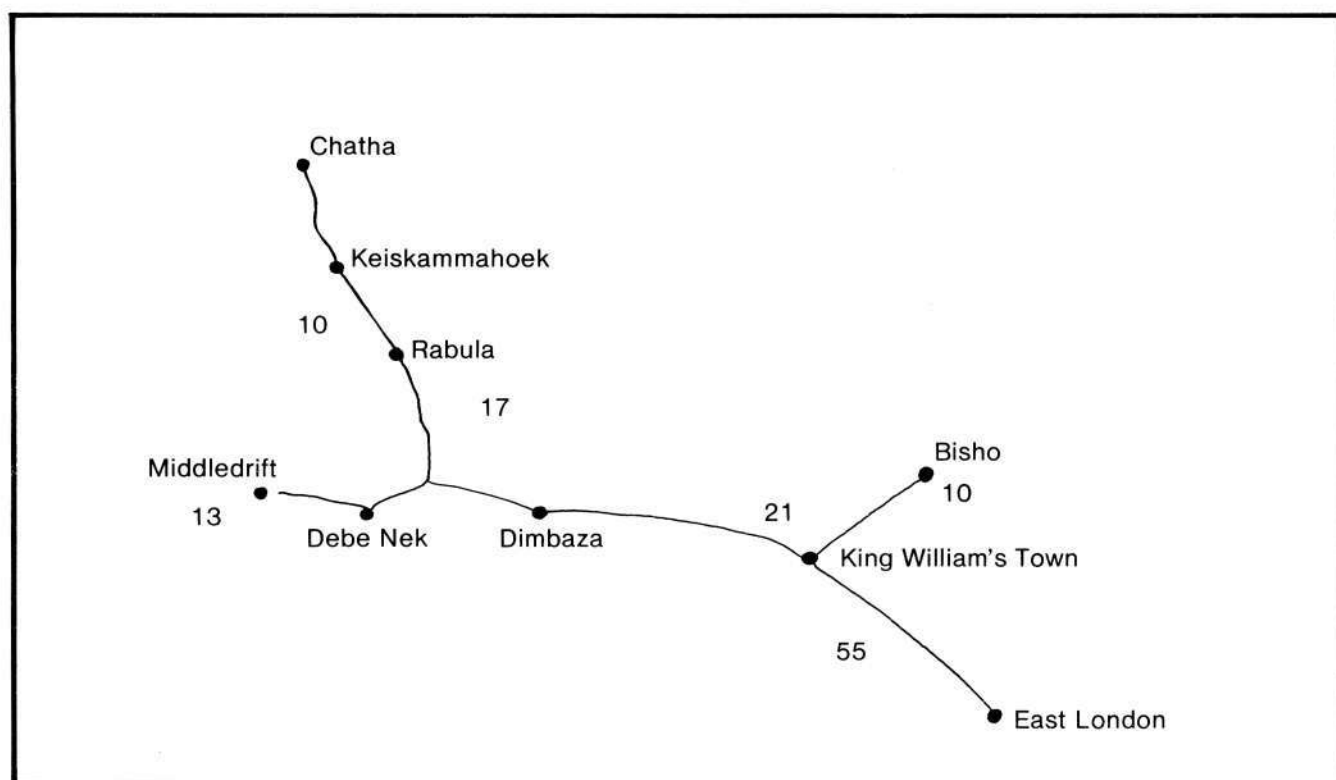 Chatha
Keiskammahoek
10
Rabula
17
Middledrift
13
Debe Nek
Dimbaza
21
Bisho
10
King William's Town
55
East London